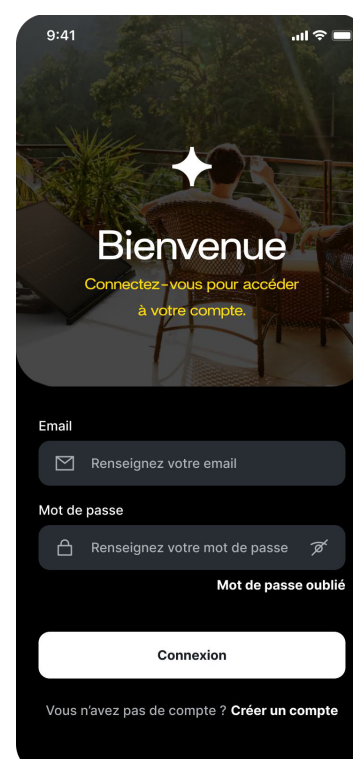 9:41
Bienvenue
Connectez-vous pour accéder
à votre compte.
Email
Renseignez votre email
Mot de passe
Renseignez votre mot de passe
Mot de passe oublié
Connexion
Vous n’avez pas de compte ? Créer un compte